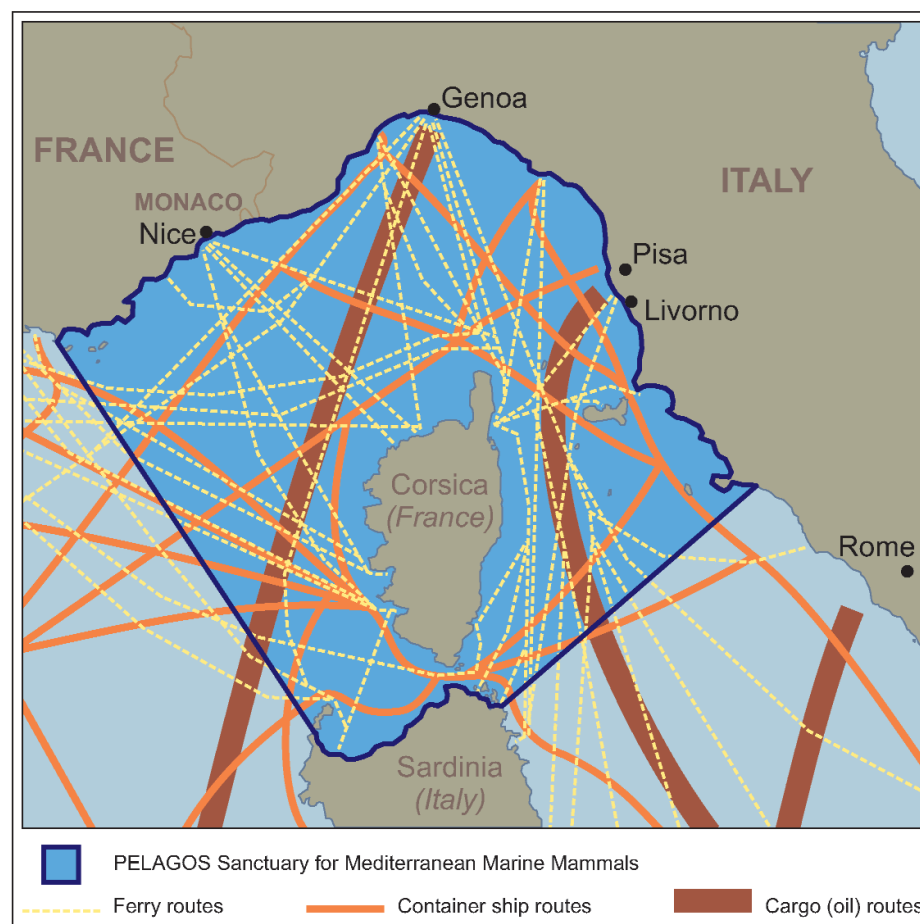 Genoa
FRANCE
ITALY
MONACO
Nice
Pisa
Livorno
Corsica
(France)
Rome
Sardinia
(Italy)
PELAGOS Sanctuary for Mediterranean Marine Mammals
Ferry routes
Container ship routes
Cargo (oil) routes